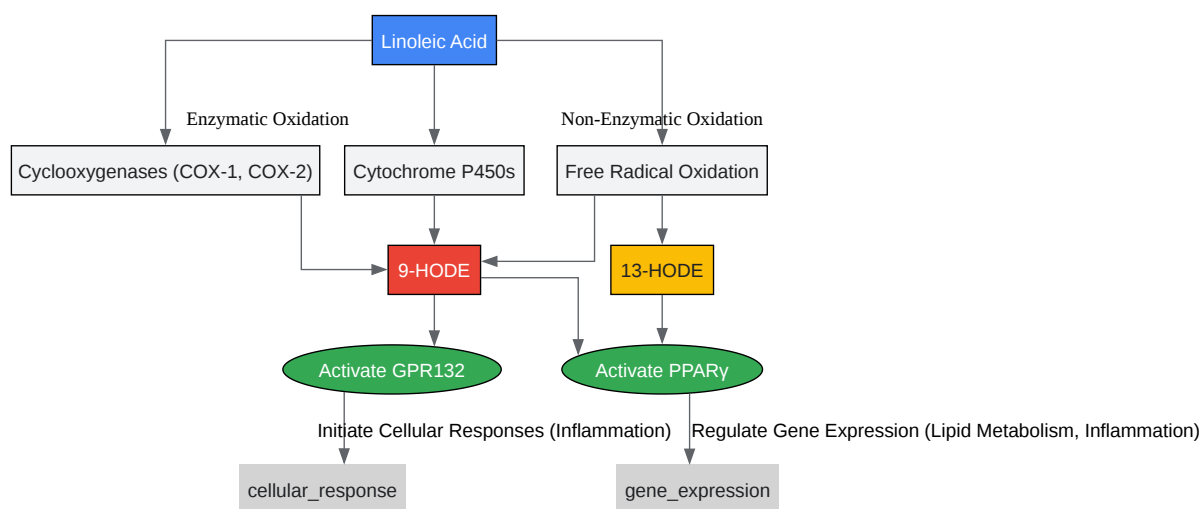 Linoleic Acid
Enzymatic Oxidation
Non-Enzymatic Oxidation
Cyclooxygenases (COX-1, COX-2)
Cytochrome P450s
Free Radical Oxidation
9-HODE
13-HODE
Activate GPR132
Activate PPARγ
Initiate Cellular Responses (Inflammation)
Regulate Gene Expression (Lipid Metabolism, Inflammation)
cellular_response
gene_expression